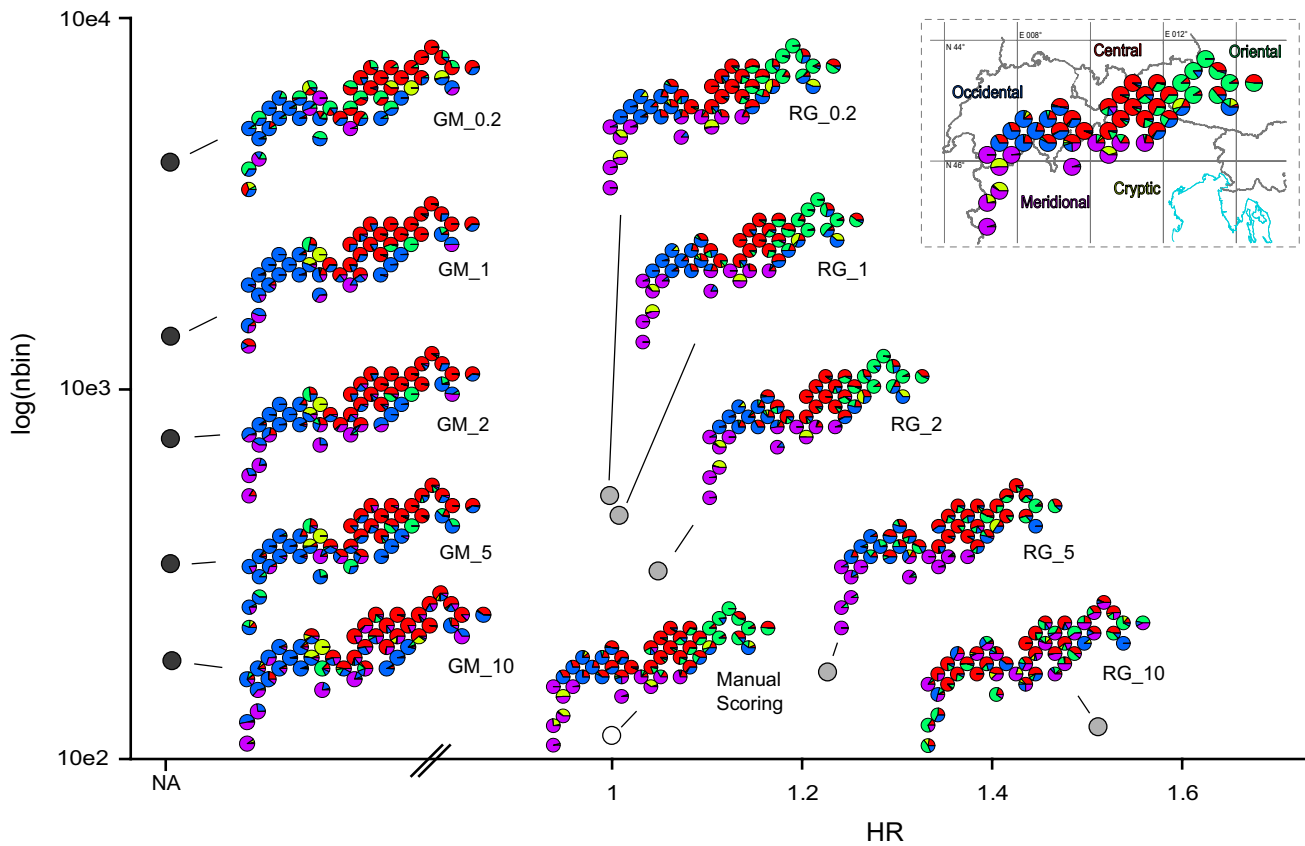 10e4
10e3
10e2
log(nbin)
NA
1
1.2
1.4
1.6
HR
GM_0.2
GM_1
GM_2
GM_5
GM_10
RG_0.2
RG_1
RG_2
RG_5
RG_10
Manual
Scoring
E 008°
E 012°
N 44°
N 46°
Central
Oriental
Occidental
Cryptic
Meridional